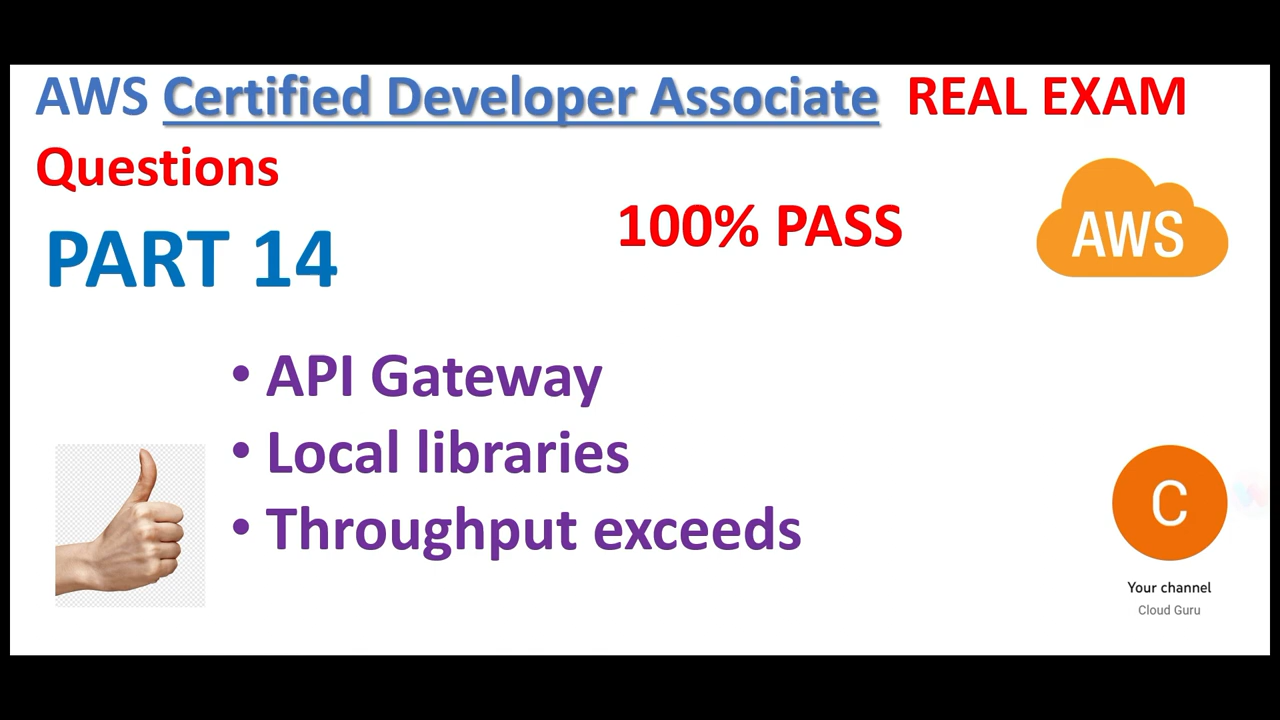 AWS Certified Developer Associate REAL EXAM
Questions
100% PASS
PART 14
AWS
• API Gateway
• Local libraries
• Throughput exceeds
C
Your channel
Cloud Guru